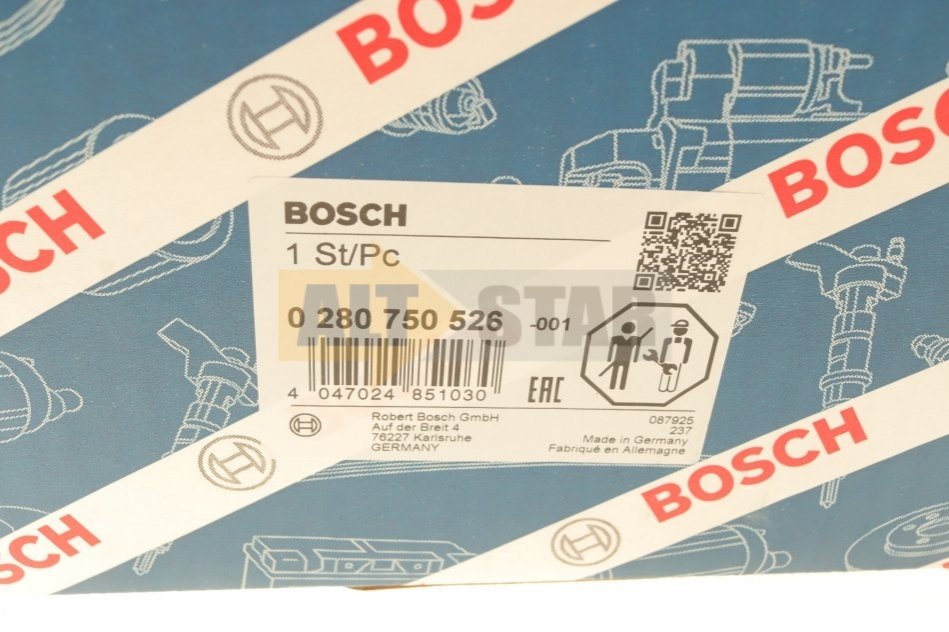 BOSCH
BOSCH
BOSCH
BOSCH
1 St/Pc
ALT STAR
0 280 750 526 -001
4 047024 851030
EAC
Robert Bosch GmbH
Auf der Breit 4
76227 Karlsruhe
GERMANY
087925
237
Made in Germany
Fabriqué en Allemagne
BOSCH
BOSCH